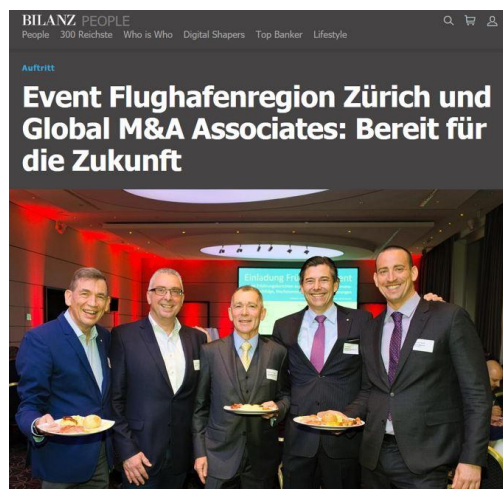 BILANZ PEOPLE
People 300 Reichste Who is Who Digital Shapers Top Banker Lifestyle
Auftritt
Event Flughafenregion Zürich und
Global M&A Associates: Bereit für
die Zukunft
Einladung